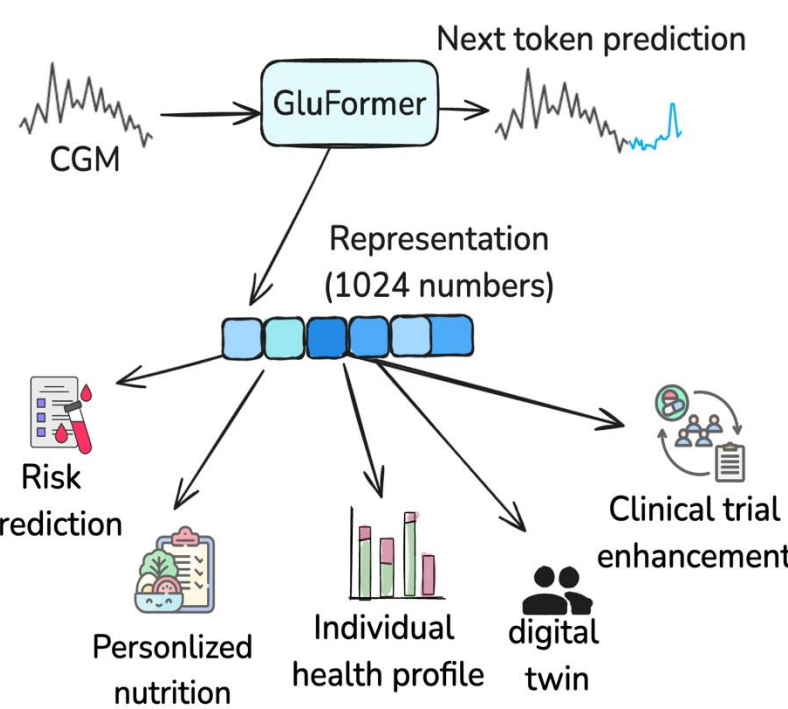 Next token prediction
GluFormer
CGM
Representation
(1024 numbers)
Risk
rediction
Personlized
nutrition
Individual
health profile
digital
twin
Clinical trial
enhancement